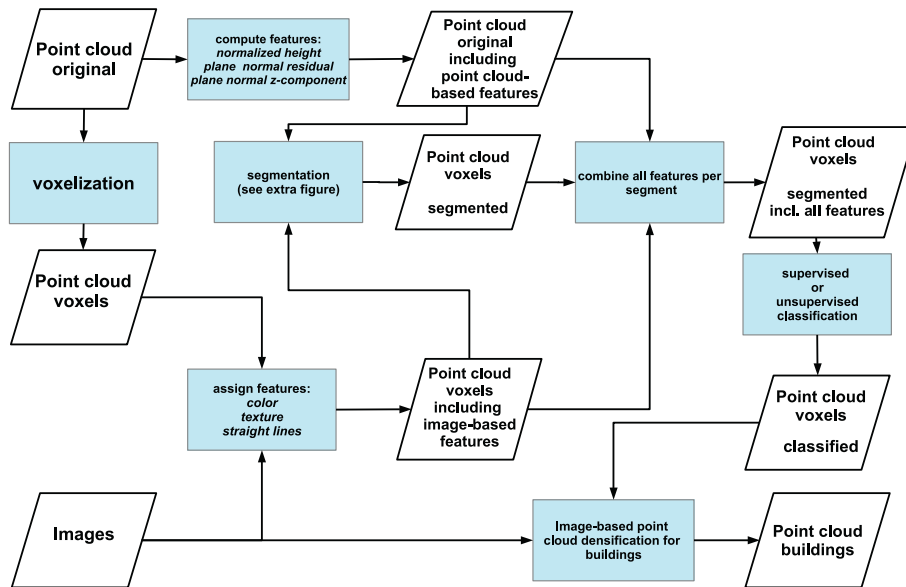 Point cloud
original
compute features:
normalized height
plane normal residual
plane normal z-component
Point cloud
original
including
point cloud-
based features
voxelization
segmentation
(see extra figure)
Point cloud
voxels
segmented
combine all features per
segment
Point cloud
voxels
segmented
incl. all features
Point cloud
voxels
supervised
or
unsupervised
classification
assign features:
color
texture
straight lines
Point cloud
voxels
including
image-based
features
Point cloud
voxels
classified
Images
Image-based point
cloud densification for
buildings
Point cloud
buildings